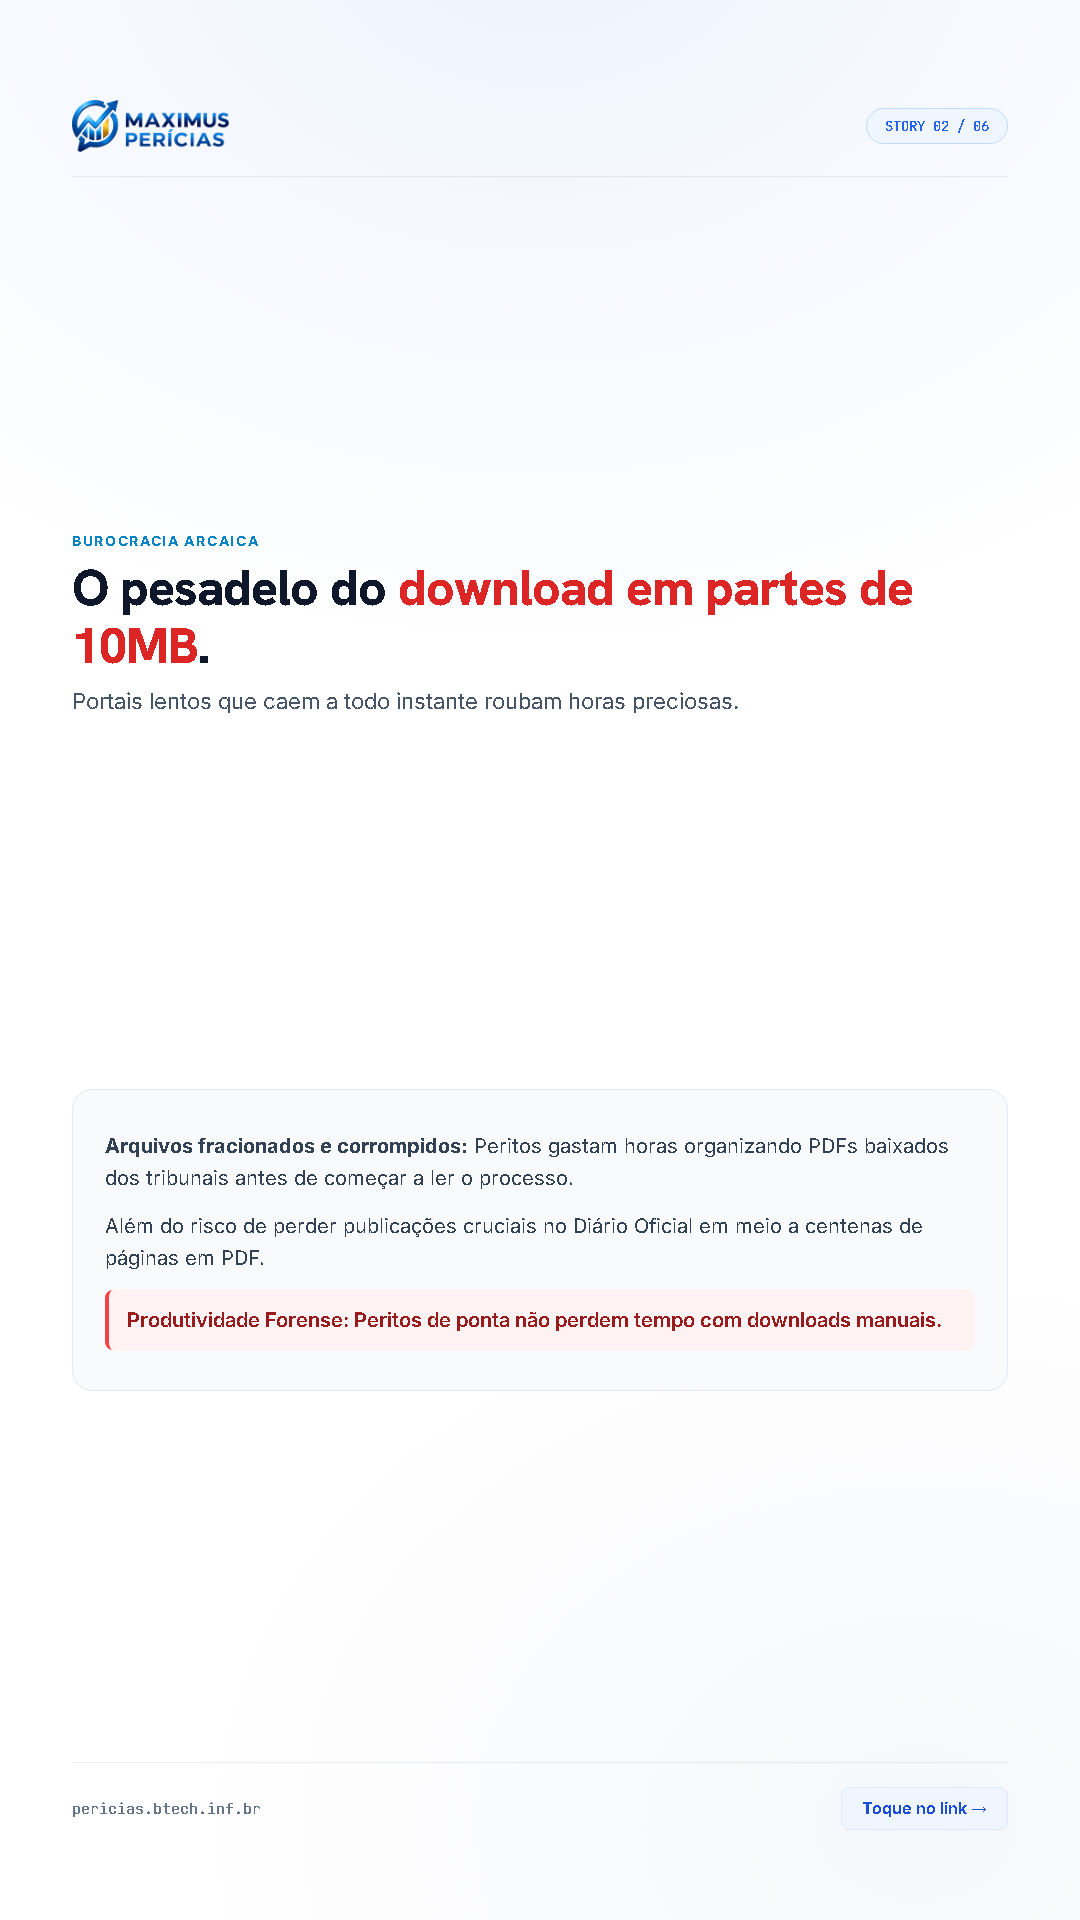 MAXIMUS
PERÍCIAS
STORY 02 / 06
BUROCRACIA ARCAICA
O pesadelo do download em partes de
10MB.
Portais lentos que caem a todo instante roubam horas preciosas.
Arquivos fracionados e corrompidos: Peritos gastam horas organizando PDFs baixados
dos tribunais antes de começar a ler o processo.
Além do risco de perder publicações cruciais no Diário Oficial em meio a centenas de
páginas em PDF.
Produtividade Forense: Peritos de ponta não perdem tempo com downloads manuais.
pericias.btech.inf.br
Toque no link →